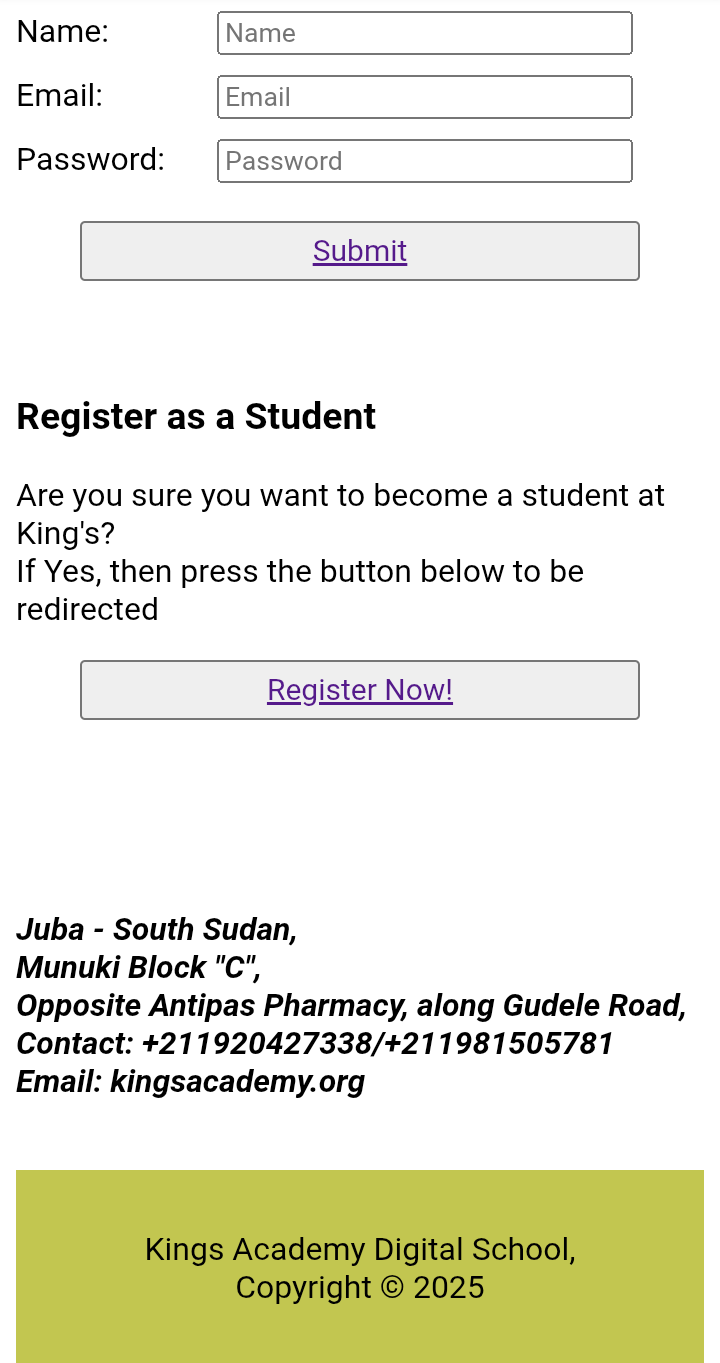 Name: Name
Email: Email
Password: Password
Submit
Register as a Student
Are you sure you want to become a student at
King's?
If Yes, then press the button below to be
redirected
Register Now!
Juba - South Sudan,
Munuki Block "C",
Opposite Antipas Pharmacy, along Gudele Road,
Contact: +211920427338/+211981505781
Email: kingsacademy.org
Kings Academy Digital School,
Copyright © 2025